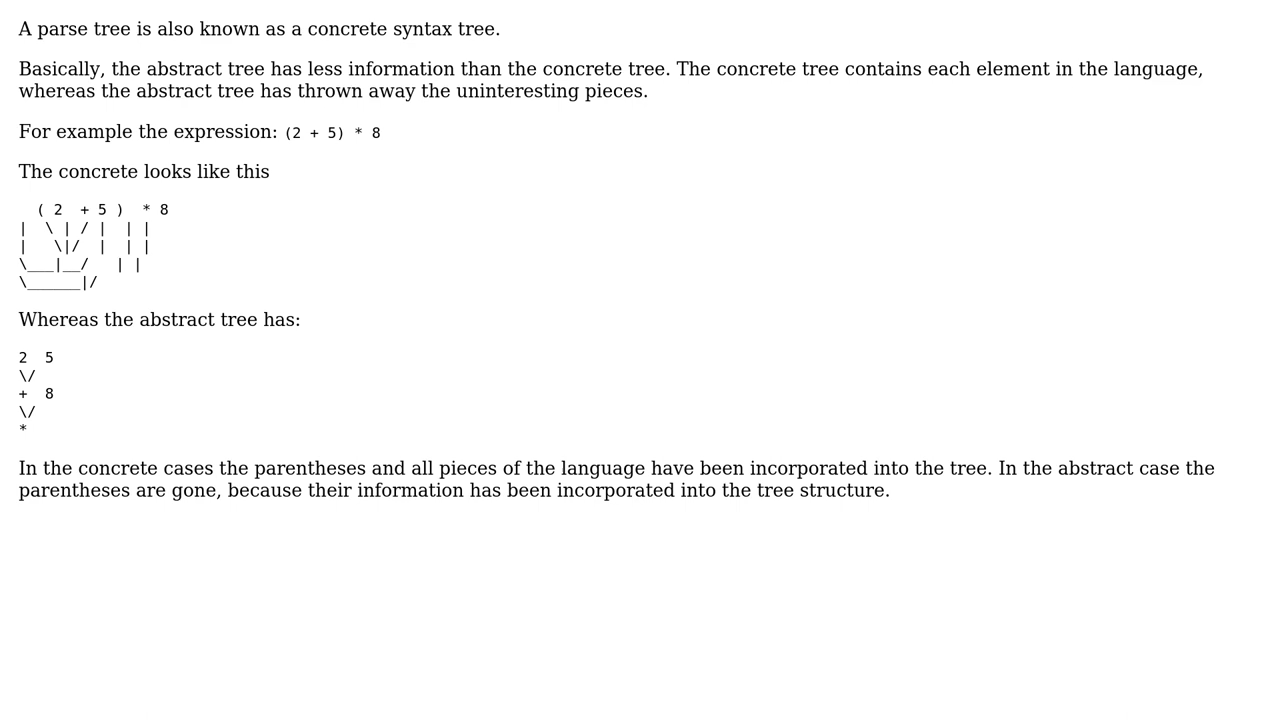 A parse tree is also known as a concrete syntax tree.
Basically, the abstract tree has less information than the concrete tree. The concrete tree contains each element in the language,
whereas the abstract tree has thrown away the uninteresting pieces.
For example the expression: (2 + 5) * 8
The concrete looks like this
  ( 2  + 5 )  * 8
|  \ | / |  | |
|   \|/  |  | |
\___|__/   | |
\______|/
Whereas the abstract tree has:
2  5
\/
+  8
\/
*
In the concrete cases the parentheses and all pieces of the language have been incorporated into the tree. In the abstract case the
parentheses are gone, because their information has been incorporated into the tree structure.